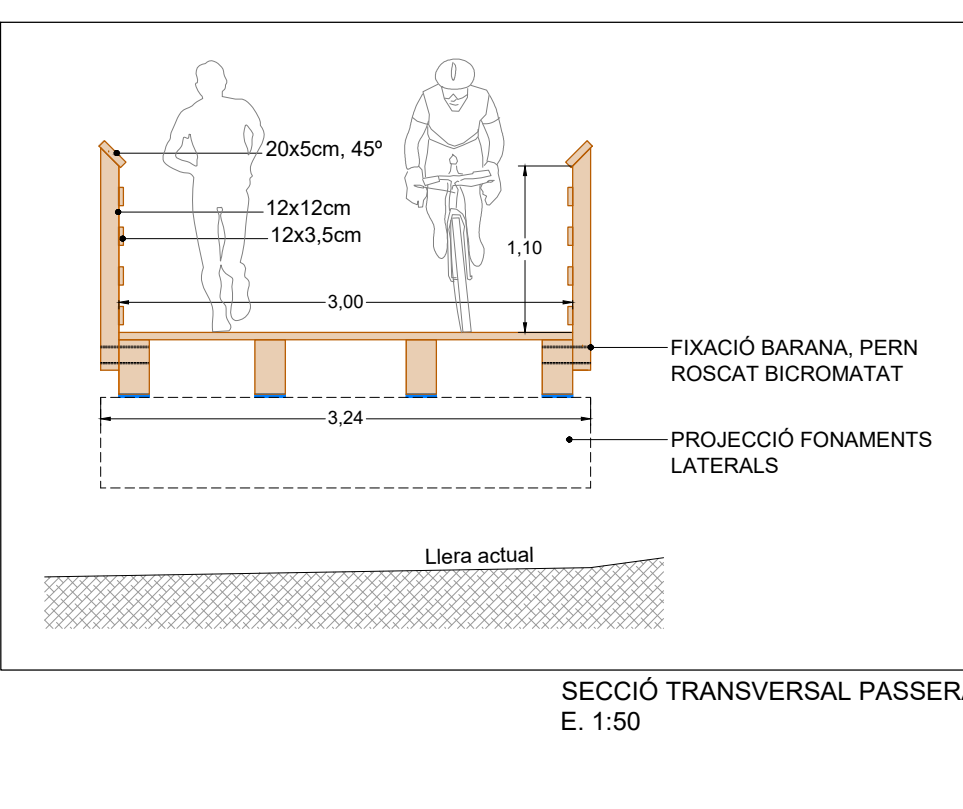 20x5cm, 45º
12x12cm
12x3,5cm
1,10
3,00
FIXACIÓ BARANA, PERN
ROSCAT BICROMATAT
3,24
PROJECCIÓ FONAMENTS
LATERALS
Llera actual
SECCIÓ TRANSVERSAL PASSERA
E. 1:50